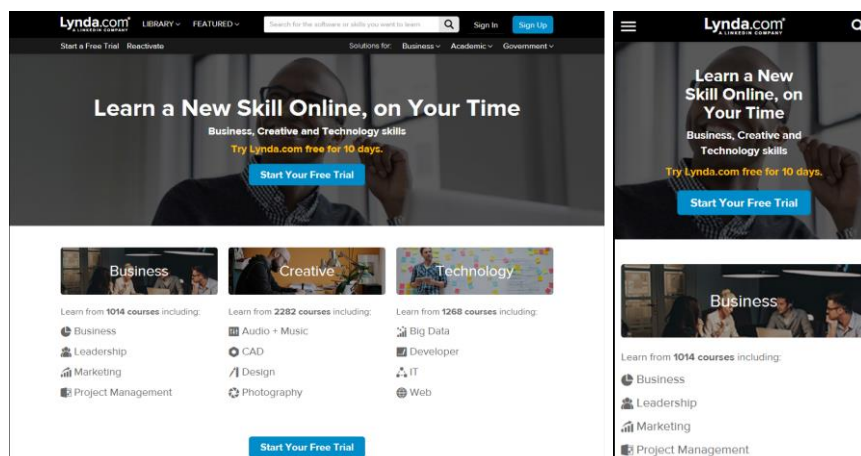 Lynda.com
A LINKEDIN COMPANY
LIBRARY
FEATURED
Search for the software or skills you want to learn
Sign In
Sign Up
Start a Free Trial Reactivate
Solutions for: Business Academic Government
Learn a New Skill Online, on Your Time
Business, Creative and Technology skills
Try Lynda.com free for 10 days.
Start Your Free Trial
Business
Creative
Technology
Learn from 1014 courses including:
Business
Leadership
Marketing
Project Management
Learn from 2282 courses including:
Audio + Music
CAD
Design
Photography
Learn from 1268 courses including:
Big Data
Developer
IT
Web
Start Your Free Trial
Lynda.com
A LINKEDIN COMPANY
Learn a New
Skill Online, on
Your Time
Business, Creative and
Technology skills
Try Lynda.com free for 10 days.
Start Your Free Trial
Business
Learn from 1014 courses including:
Business
Leadership
Marketing
Project Management